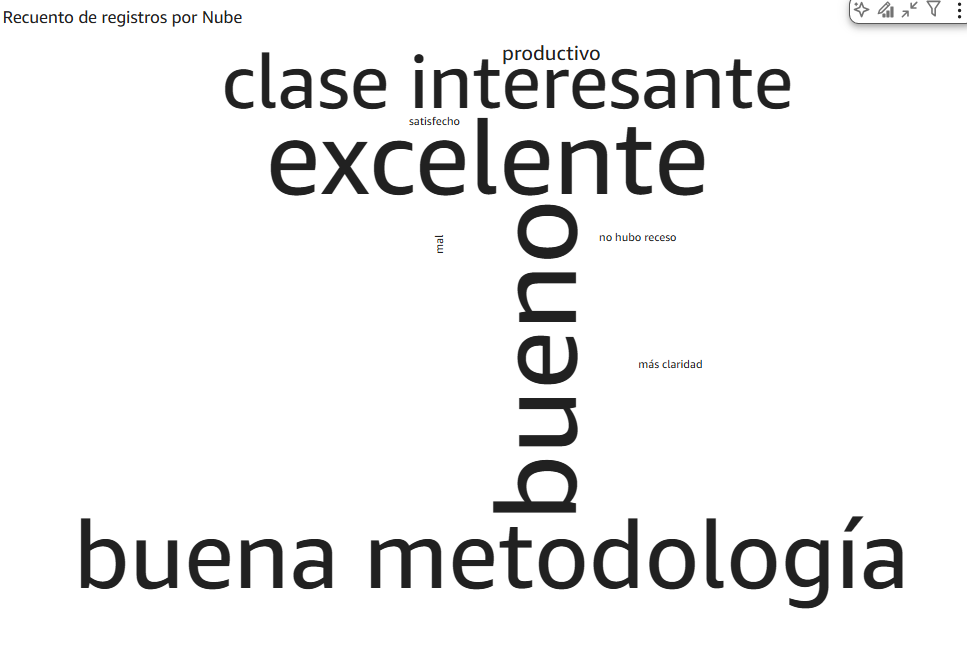 Recuento de registros por Nube
productivo
clase interesante
satisfecho
excelente
mal
bueno
no hubo receso
más claridad
buena metodología